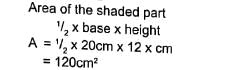 Area of the shaded part
½ x base x height
A = ½ x 20cm x 12 x cm
= 120cm²